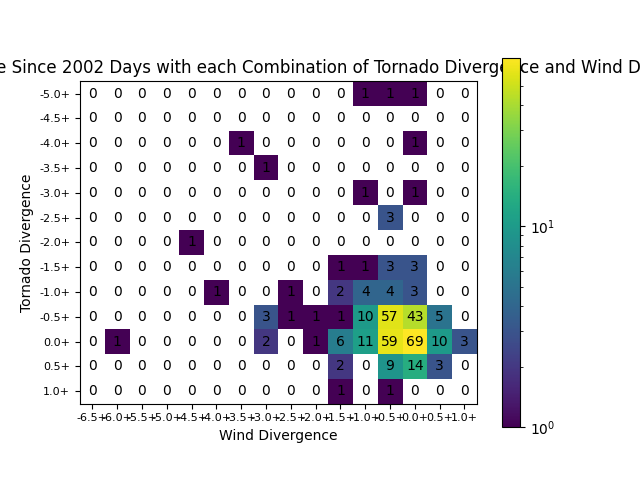 e Since 2002 Days with each Combination of Tornado Divergence and Wind D
Tornado Divergence
-5.0+ 0 0 0 0 0 0 0 0 0 0 0 1 1 1 0 0
-4.5+ 0 0 0 0 0 0 0 0 0 0 0 0 0 0 0 0
-4.0+ 0 0 0 0 0 0 1 0 0 0 0 0 0 1 0 0
-3.5+ 0 0 0 0 0 0 0 1 0 0 0 0 0 0 0 0
-3.0+ 0 0 0 0 0 0 0 0 0 0 0 1 0 1 0 0
-2.5+ 0 0 0 0 0 0 0 0 0 0 0 0 3 0 0 0
-2.0+ 0 0 0 0 1 0 0 0 0 0 0 0 0 0 0 0
-1.5+ 0 0 0 0 0 0 0 0 0 0 1 1 3 3 0 0
-1.0+ 0 0 0 0 0 1 0 0 1 0 2 4 4 3 0 0
-0.5+ 0 0 0 0 0 0 0 3 1 1 1 10 57 43 5 0
0.0+ 0 1 0 0 0 0 0 2 0 1 6 11 59 69 10 3
0.5+ 0 0 0 0 0 0 0 0 0 0 2 0 9 14 3 0
1.0+ 0 0 0 0 0 0 0 0 0 0 1 0 1 0 0 0
-6.5+ -6.0+ -5.5+ -5.0+ -4.5+ -4.0+ -3.5+ -3.0+ -2.5+ -2.0+ -1.5+ -1.0+ -0.5+ 0.0+ 0.5+ 1.0+
Wind Divergence
10¹
10⁰